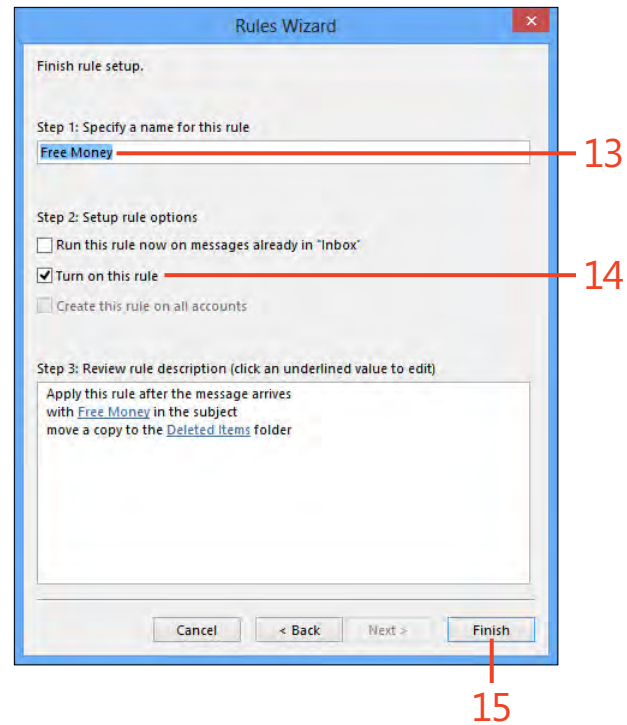 Rules Wizard
Finish rule setup.
Step 1: Specify a name for this rule
Free Money
13
Step 2: Setup rule options
Run this rule now on messages already in "Inbox"
Turn on this rule
14
Create this rule on all accounts
Step 3: Review rule description (click an underlined value to edit)
Apply this rule after the message arrives
with Free Money in the subject
move a copy to the Deleted Items folder
Cancel < Back Next > Finish
15